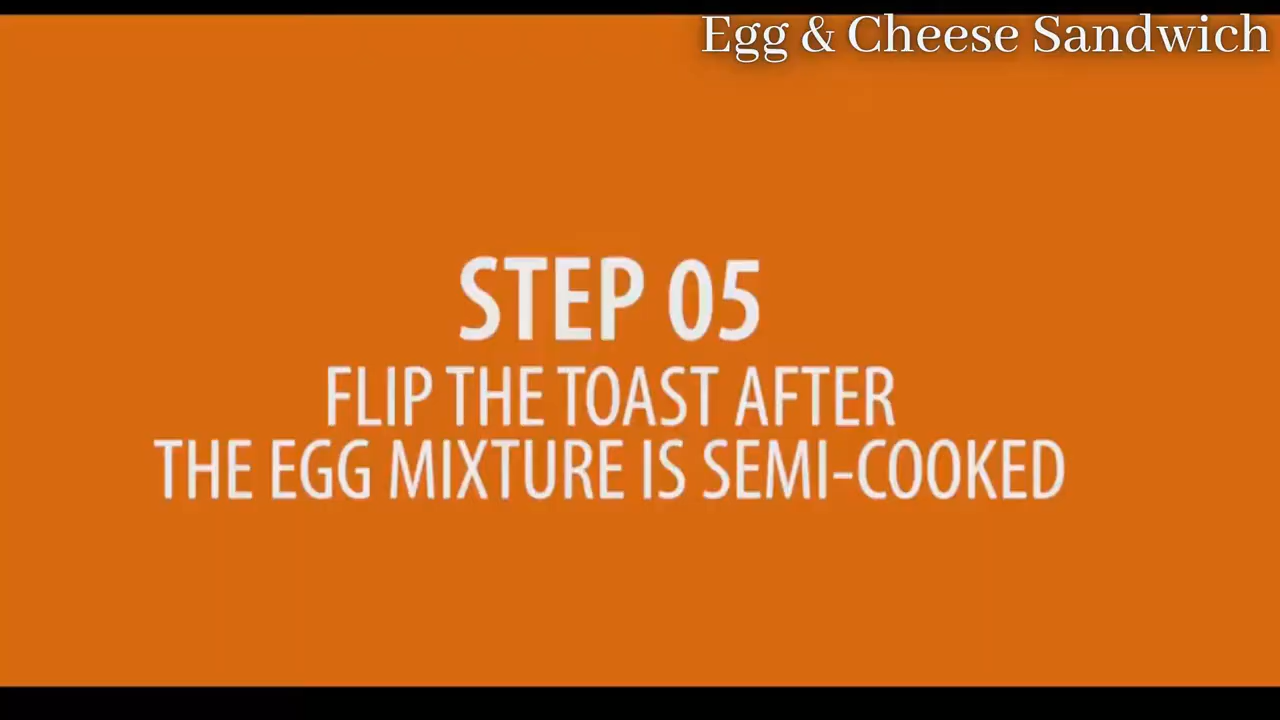 Egg & Cheese Sandwich
STEP 05
FLIP THE TOAST AFTER
THE EGG MIXTURE IS SEMI-COOKED